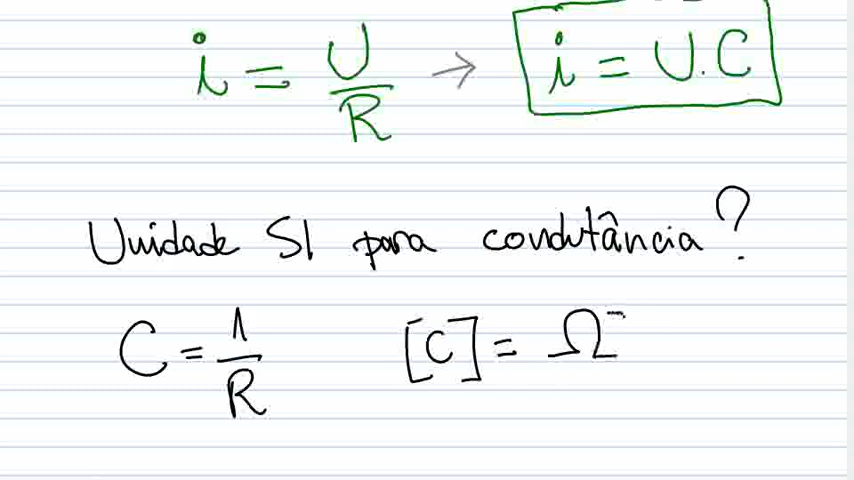 i = U/R → i = U.C
Unidade SI para condutância?
C = 1/R [C] = Ω⁻